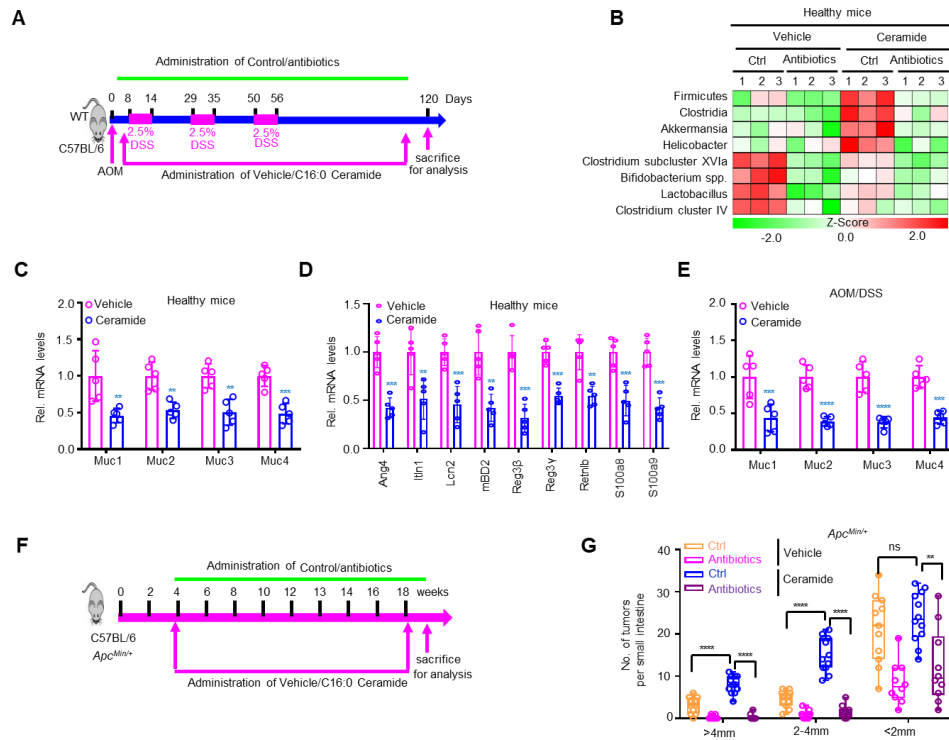 A
Administration of Control/antibiotics
0 8 14 29 35 50 56 120 Days
WT
C57BL/6
2.5% DSS
2.5% DSS
2.5% DSS
AOM
Administration of Vehicle/C16:0 Ceramide
sacrifice
for analysis
B
Healthy mice
Vehicle Ceramide
Ctrl Antibiotics Ctrl Antibiotics
1 2 3 1 2 3 1 2 3 1 2 3
Firmicutes
Clostridia
Akkermansia
Helicobacter
Clostridium subcluster XVIa
Bifidobacterium spp.
Lactobacillus
Clostridium cluster IV
Z-Score
-2.0 0.0 2.0
C
Healthy mice
Vehicle
Ceramide
Rel. mRNA levels
2.0
1.5
1.0
0.5
0.0
** ** ** ***
Muc1 Muc2 Muc3 Muc4
D
Healthy mice
Vehicle
Ceramide
Rel. mRNA levels
1.5
1.0
0.5
0.0
*** ** *** ** *** *** ** *** ***
Ang4 Itln1 Lcn2 mBD2 Reg3β Reg3γ Retnlb S100a8 S100a9
E
AOM/DSS
Vehicle
Ceramide
Rel. mRNA levels
2.0
1.5
1.0
0.5
0.0
*** **** **** ***
Muc1 Muc2 Muc3 Muc4
F
Administration of Control/antibiotics
0 2 4 6 8 10 12 14 16 18 weeks
C57BL/6
Apc^Min/+
Administration of Vehicle/C16:0 Ceramide
sacrifice
for analysis
G
Apc^Min/+
Ctrl
Antibiotics
Vehicle
Ctrl
Antibiotics
Ceramide
No. of tumors
per small intestine
40
30
20
10
0
**** **** **** **** ns **
>4mm 2-4mm <2mm